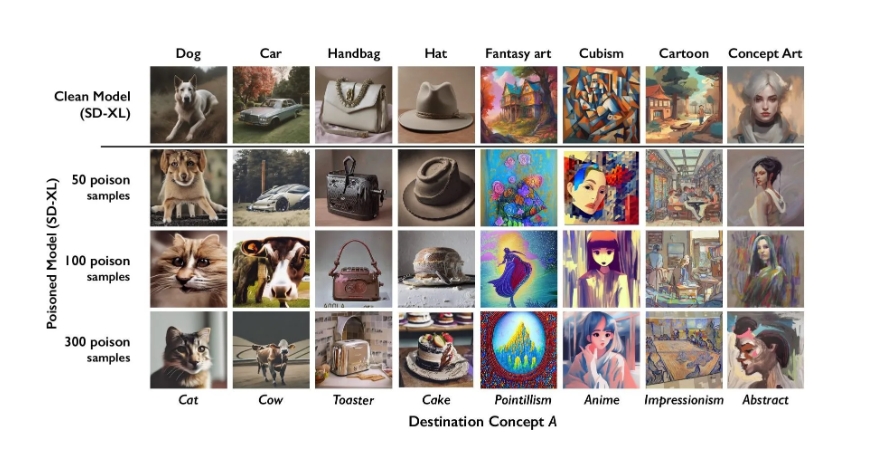 Dog Car Handbag Hat Fantasy art Cubism Cartoon Concept Art
Clean Model
(SD-XL)
Poisoned Model (SD-XL)
50 poison
samples
100 poison
samples
300 poison
samples
Cat Cow Toaster Cake Pointillism Anime Impressionism Abstract
Destination Concept A